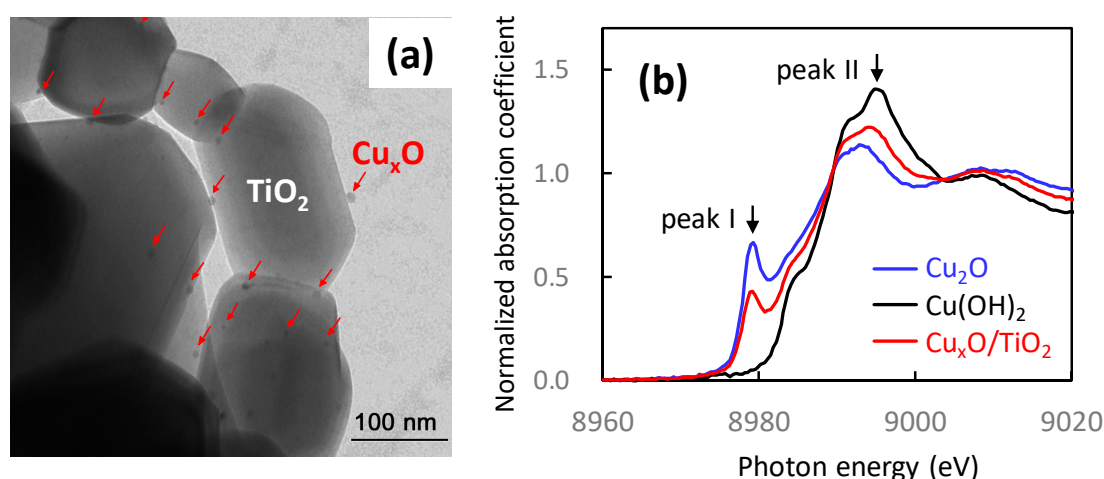 (a)
CuₓO
TiO₂
100 nm
(b)
Normalized absorption coefficient
1.5
1.0
0.5
0.0
peak II
peak I
Cu₂O
Cu(OH)₂
CuₓO/TiO₂
8960
8980
9000
9020
Photon energy (eV)